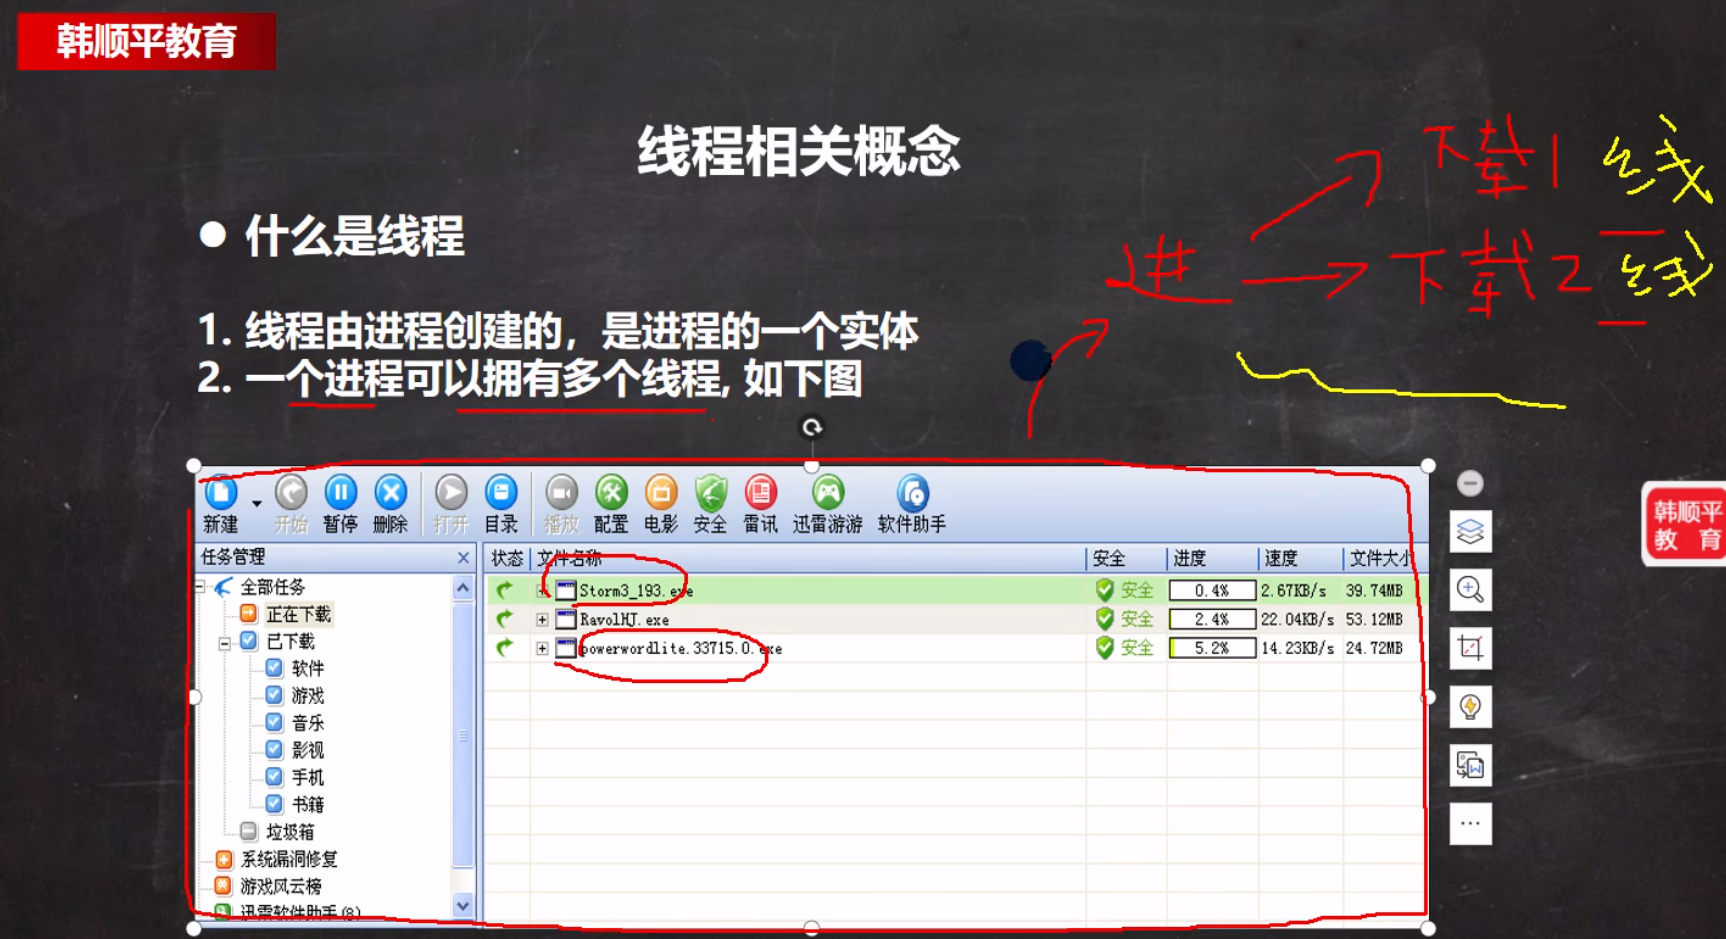 韩顺平教育
线程相关概念
下载1 线
什么是线程
进 下载2 线
1. 线程由进程创建的，是进程的一个实体
2. 一个进程可以拥有多个线程, 如下图
新建 开始 暂停 删除 打开 目录 播放 配置 电影 安全 雷讯 迅雷游游 软件助手
任务管理
全部任务
正在下载
已下载
软件
游戏
音乐
影视
手机
书籍
垃圾箱
系统漏洞修复
游戏风云榜
迅雷软件助手(8)
状态 文件名称 安全 进度 速度 文件大小
Storm3_193.exe 安全 0.4% 2.67KB/s 39.74MB
RavolHJ.exe 安全 2.4% 22.04KB/s 53.12MB
powerwordlite.33715.0.exe 安全 5.2% 14.23KB/s 24.72MB
韩顺平
教 育